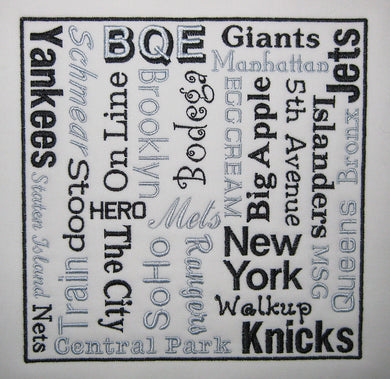 Yankees
Schmear
BQE
Giants
Manhattan
Jets
On Line
Brooklyn
Bodega
EGG CREAM
Big Apple
5th Avenue
Islanders
Bronx
Staten Island
Stoop
HERO
Mets
Nets
Train
The City
SoHo
Rangers
New
York
MSG
Queens
Walkup
Central Park
Knicks